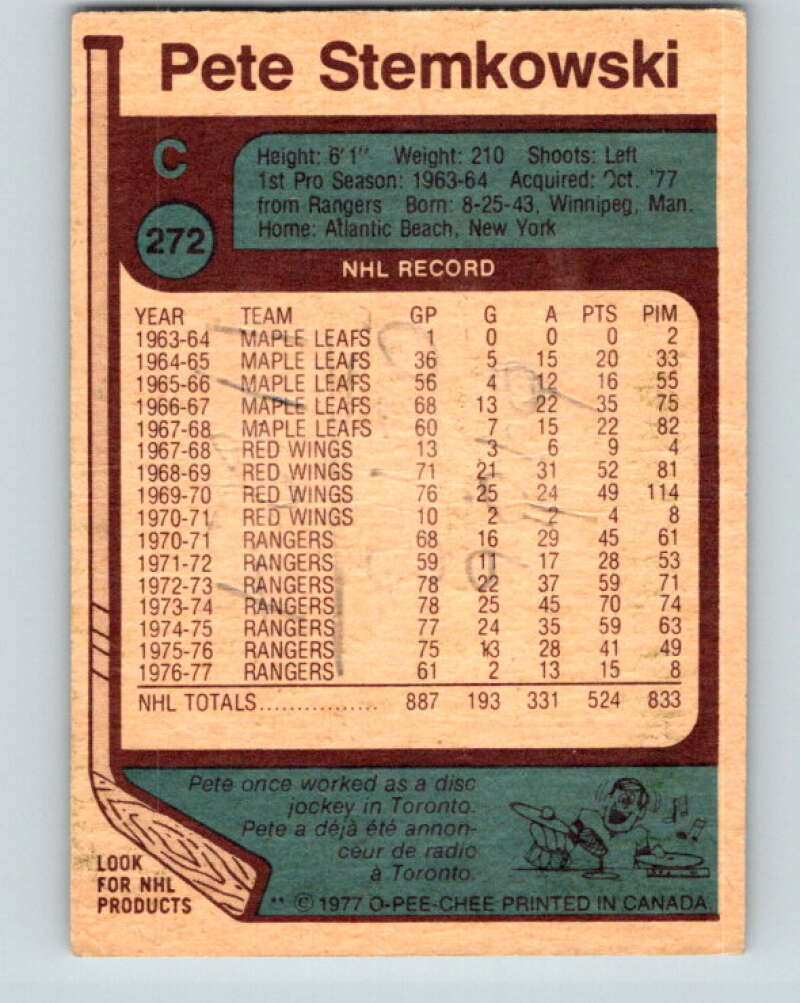 Pete Stemkowski
C
Height: 6'1" Weight: 210 Shoots: Left
1st Pro Season: 1963-64 Acquired: Oct. '77
from Rangers Born: 8-25-43, Winnipeg, Man.
Home: Atlantic Beach, New York
272
NHL RECORD
YEAR TEAM GP G A PTS PIM
1963-64 MAPLE LEAFS 1 0 0 0 2
1964-65 MAPLE LEAFS 36 5 15 20 33
1965-66 MAPLE LEAFS 56 4 12 16 55
1966-67 MAPLE LEAFS 68 13 22 35 75
1967-68 MAPLE LEAFS 60 7 15 22 82
1967-68 RED WINGS 13 3 6 9 4
1968-69 RED WINGS 71 21 31 52 81
1969-70 RED WINGS 76 25 24 49 114
1970-71 RED WINGS 10 2 2 4 8
1970-71 RANGERS 68 16 29 45 61
1971-72 RANGERS 59 11 17 28 53
1972-73 RANGERS 78 22 37 59 71
1973-74 RANGERS 78 25 45 70 74
1974-75 RANGERS 77 24 35 59 63
1975-76 RANGERS 75 13 28 41 49
1976-77 RANGERS 61 2 13 15 8
NHL TOTALS................ 887 193 331 524 833
Pete once worked as a disc
jockey in Toronto.
Pete a déjà été annon-
ceur de radio
à Toronto.
LOOK
FOR NHL
PRODUCTS
** © 1977 O-PEE-CHEE PRINTED IN CANADA